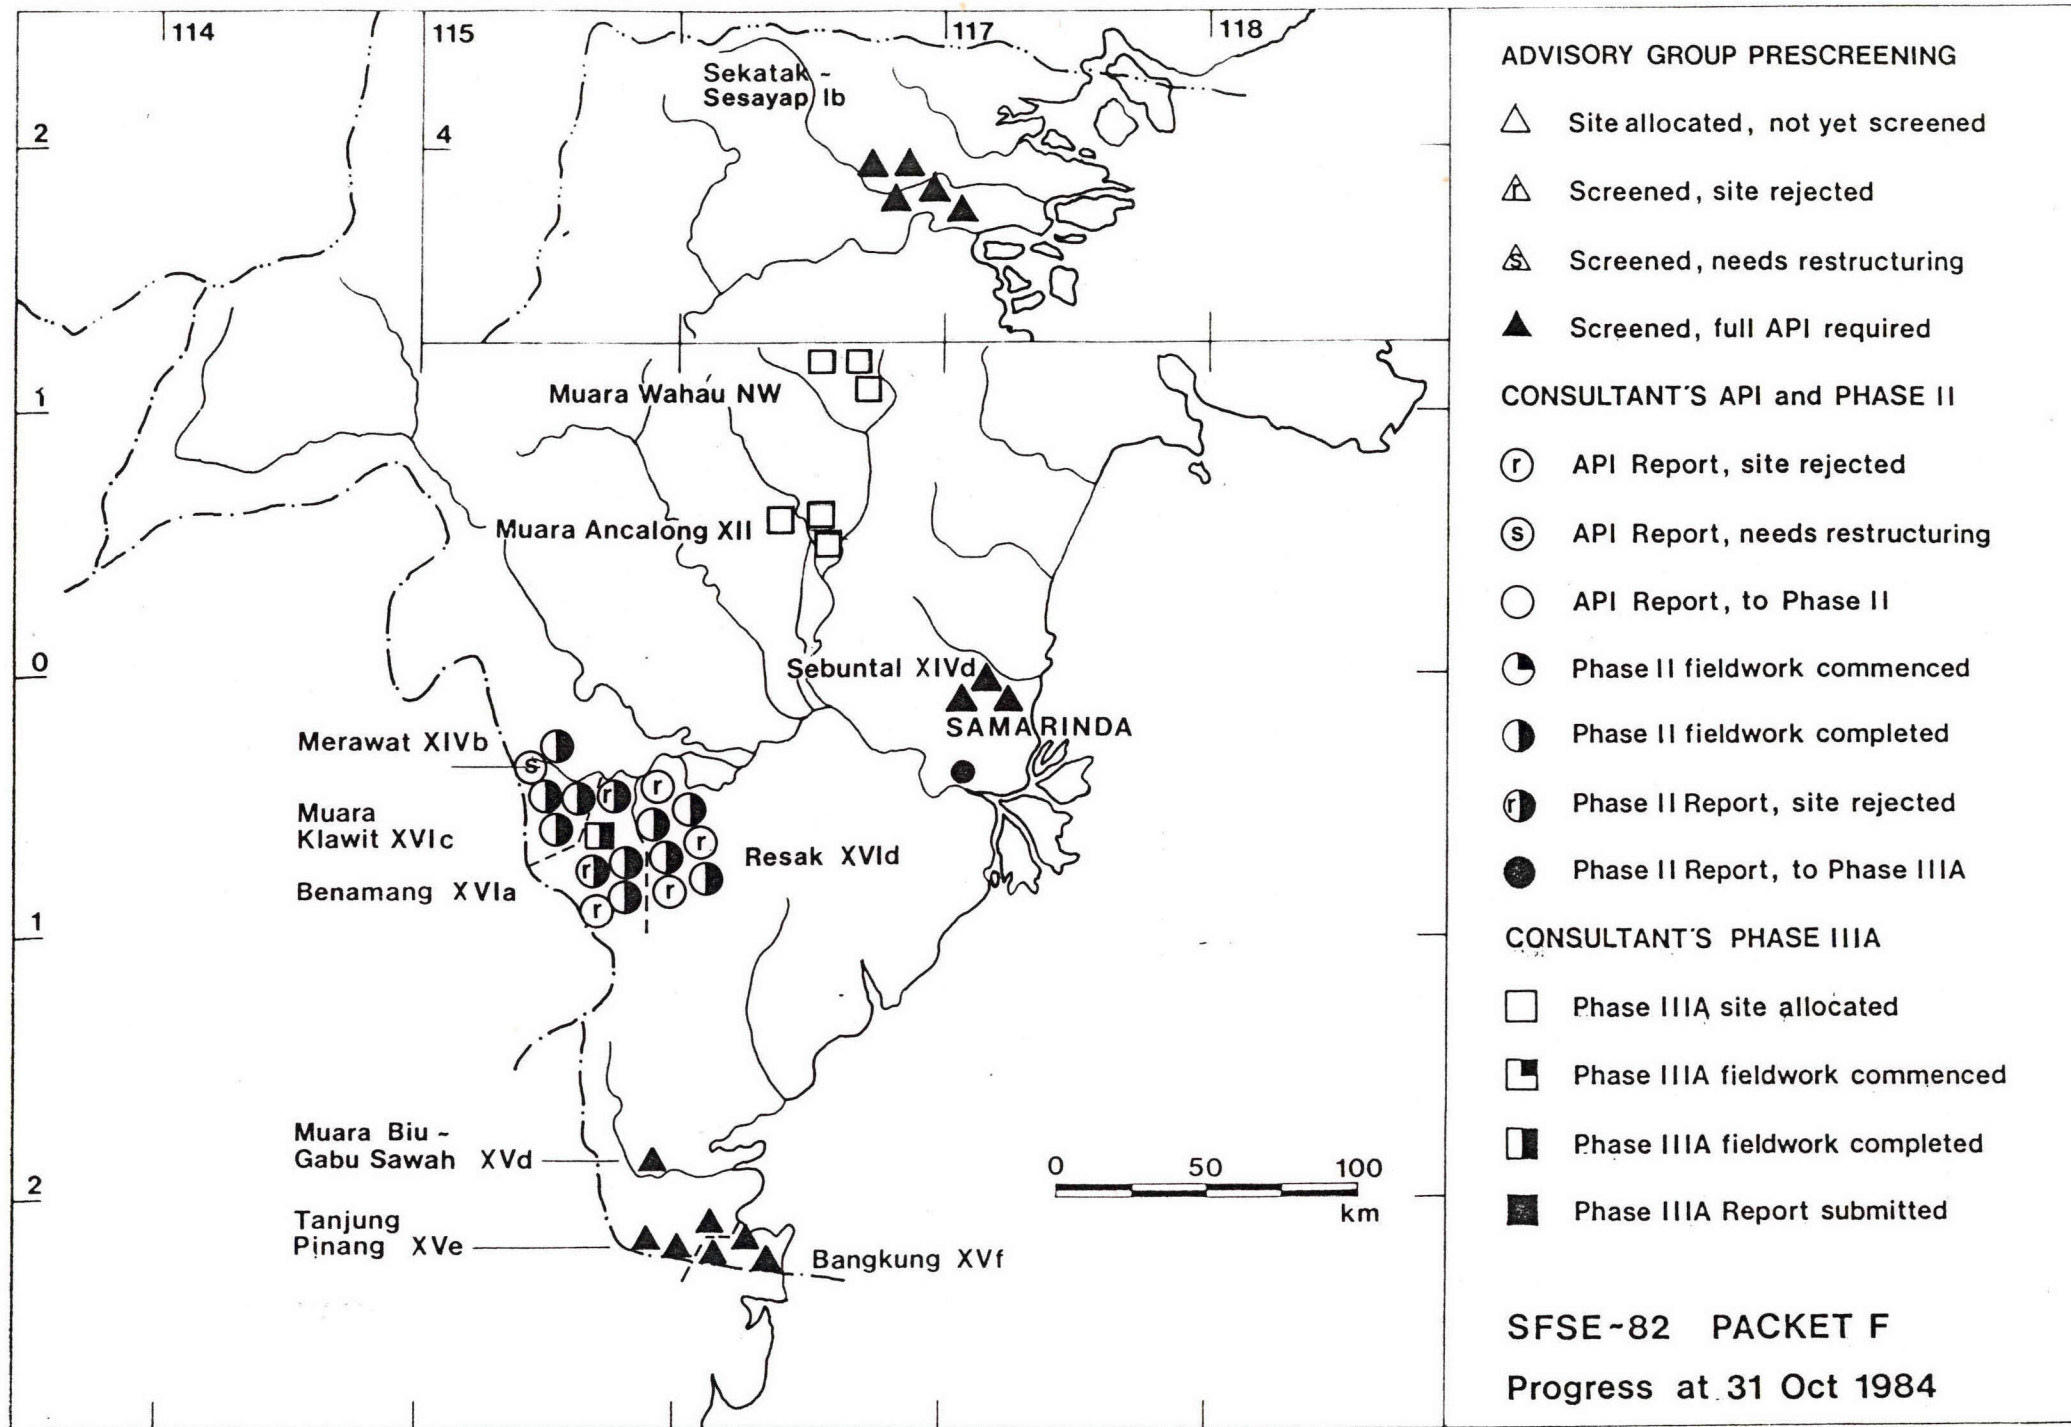 114
115
117
118
2
4
1
0
1
2
Sekatak -
Sesayap Ib
Muara Wahau NW
Muara Ancalong XII
Sebuntal XIVd
SAMARINDA
Merawat XIVb
s
r
r
Muara
Klawit XVIc
r
Resak XVId
r
Benamang XVIa
r
r
Muara Biu -
Gabu Sawah XVd
Tanjung
Pinang XVe
Bangkung XVf
0 50 100
km
ADVISORY GROUP PRESCREENING
Site allocated, not yet screened
r Screened, site rejected
s Screened, needs restructuring
Screened, full API required
CONSULTANT'S API and PHASE II
r API Report, site rejected
s API Report, needs restructuring
API Report, to Phase II
Phase II fieldwork commenced
Phase II fieldwork completed
r Phase II Report, site rejected
Phase II Report, to Phase IIIA
CONSULTANT'S PHASE IIIA
Phase IIIA site allocated
Phase IIIA fieldwork commenced
Phase IIIA fieldwork completed
Phase IIIA Report submitted
SFSE-82 PACKET F
Progress at 31 Oct 1984